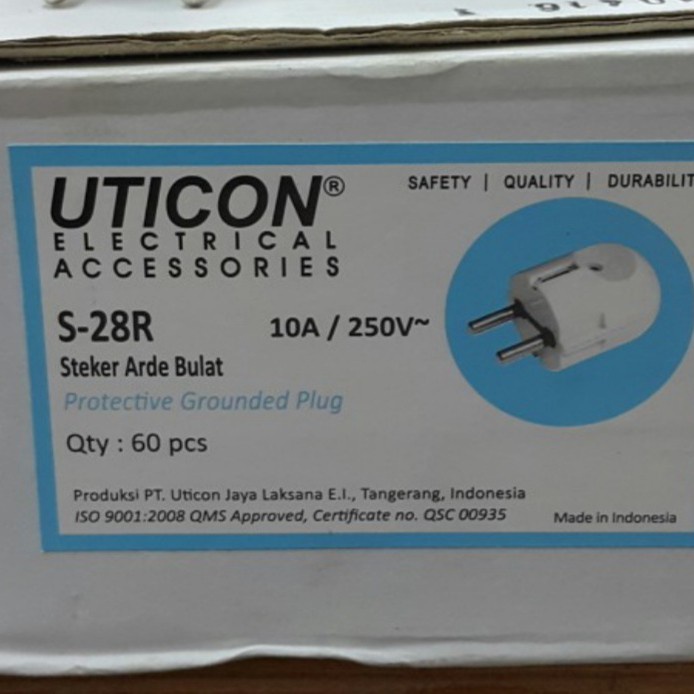 UTICON®
ELECTRICAL
ACCESSORIES
SAFETY | QUALITY | DURABILIT
S-28R
10A / 250V~
Steker Arde Bulat
Protective Grounded Plug
Qty : 60 pcs
Produksi PT. Uticon Jaya Laksana E.I., Tangerang, Indonesia
ISO 9001:2008 QMS Approved, Certificate no. QSC 00935
Made in Indonesia